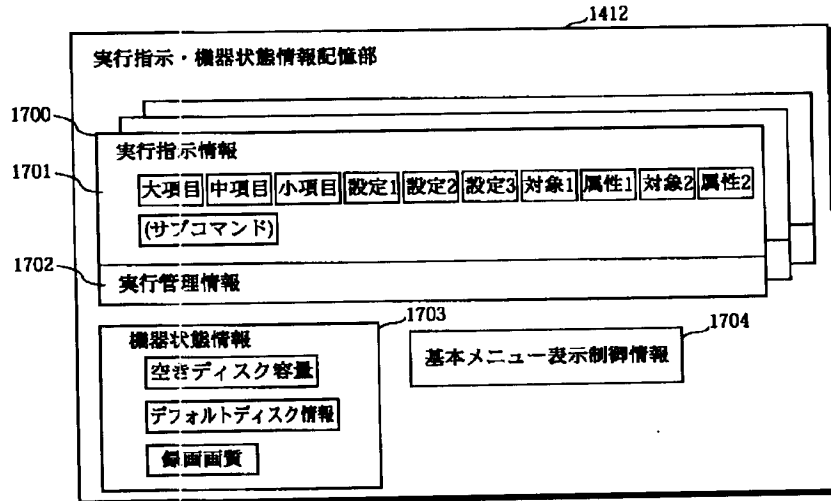 1412
実行指示・機器状態情報記憶部
1700
実行指示情報
1701
大項目 中項目 小項目 設定1 設定2 設定3 対象1 属性1 対象2 属性2
(サブコマンド)
1702
実行管理情報
1703
機器状態情報
空きディスク容量
デフォルトディスク情報
録画画質
1704
基本メニュー表示制御情報